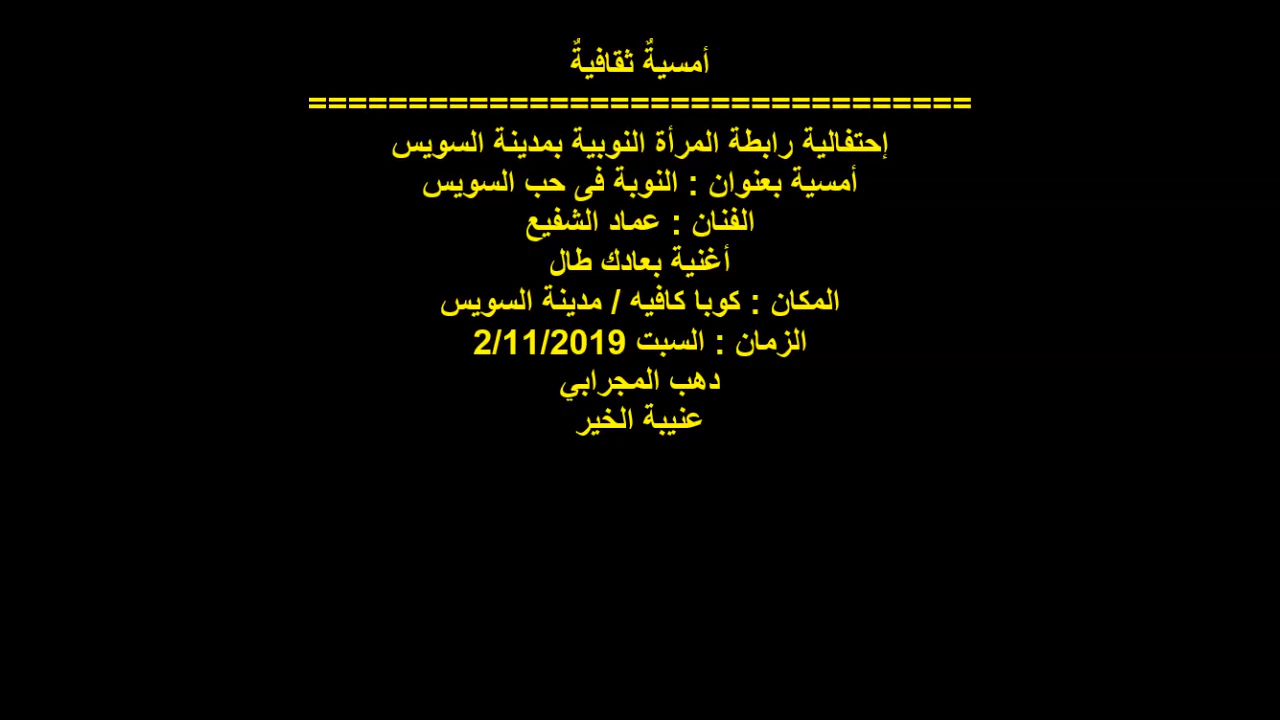 أمسيةٌ ثقافيةٌ
=================================
إحتفالية رابطة المرأة النوبية بمدينة السويس
أمسية بعنوان : النوبة فى حب السويس
الفنان : عماد الشفيع
أغنية بعادك طال
المكان : كوبا كافيه / مدينة السويس
الزمان : السبت 2/11/2019
دهب المجرابي
عنيبة الخير